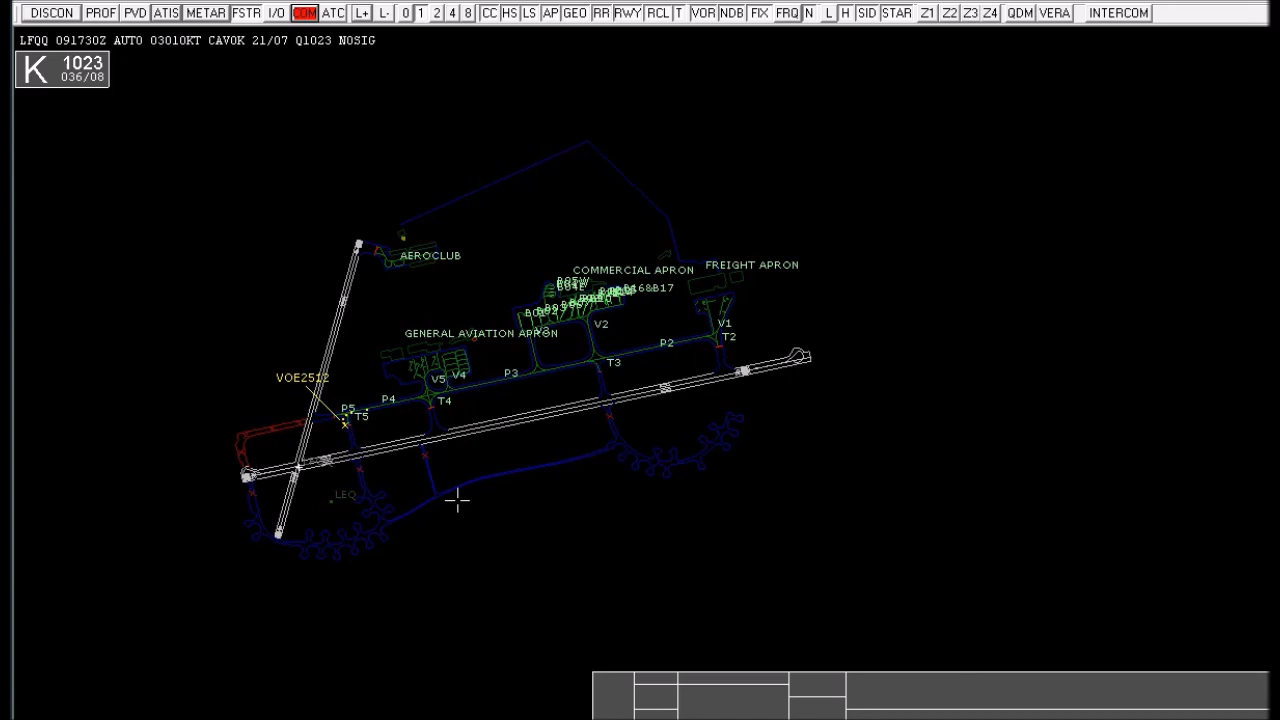 DISCON PROF PVD ATIS METAR FSTR I/O COM ATC L+ L- 0 1 2 4 8 CC HS LS AP GEO RR RWY RCL T VOR NDB FIX FRQ N L H SID STAR Z1 Z2 Z3 Z4 QDM VERA INTERCOM
LFQQ 091730Z AUTO 03010KT CAVOK 21/07 Q1023 NOSIG
K 1023
036/08
AEROCLUB
COMMERCIAL APRON
FREIGHT APRON
B16&B17
GENERAL AVIATION APRON
V2
V1
T2
P2
T3
P3
V5
V4
VOE2512
P4
T4
P5
T5
LEQ